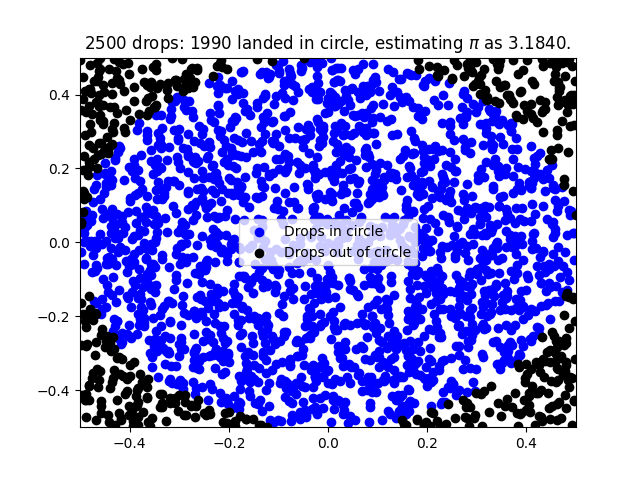 2500 drops: 1990 landed in circle, estimating π as 3.1840.
0.4
0.2
0.0
−0.2
−0.4
Drops in circle
Drops out of circle
−0.4 −0.2 0.0 0.2 0.4